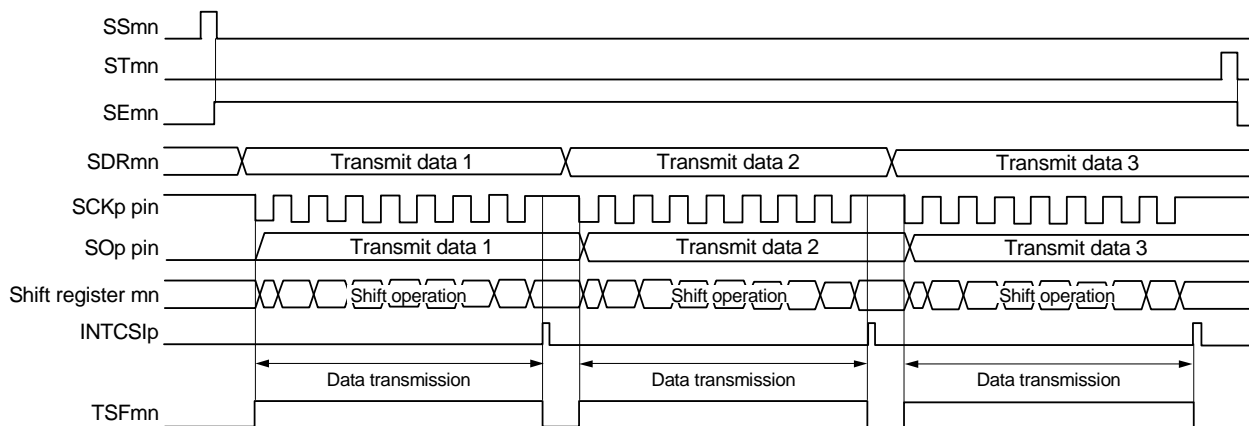 SSmn
STmn
SEmn
SDRmn Transmit data 1 Transmit data 2 Transmit data 3
SCKp pin
SOp pin Transmit data 1 Transmit data 2 Transmit data 3
Shift register mn Shift operation Shift operation Shift operation
INTCSIp
Data transmission Data transmission Data transmission
TSFmn